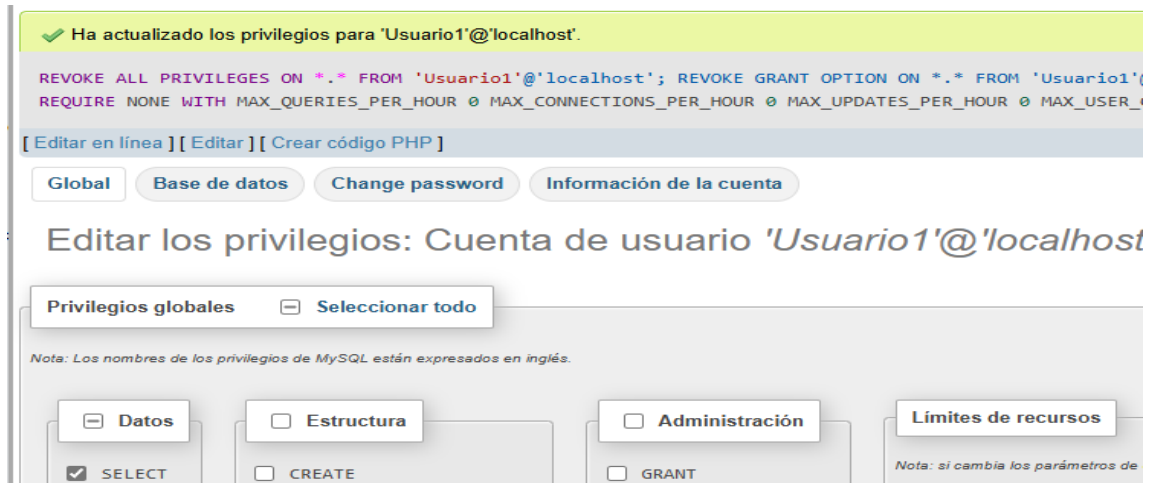 Ha actualizado los privilegios para 'Usuario1'@'localhost'.
REVOKE ALL PRIVILEGES ON *.* FROM 'Usuario1'@'localhost'; REVOKE GRANT OPTION ON *.* FROM 'Usuario1'@
REQUIRE NONE WITH MAX_QUERIES_PER_HOUR 0 MAX_CONNECTIONS_PER_HOUR 0 MAX_UPDATES_PER_HOUR 0 MAX_USER_
[ Editar en línea ] [ Editar ] [ Crear código PHP ]
Global Base de datos Change password Información de la cuenta
Editar los privilegios: Cuenta de usuario 'Usuario1'@'localhost
Privilegios globales Seleccionar todo
Nota: Los nombres de los privilegios de MySQL están expresados en inglés.
Datos Estructura Administración Límites de recursos
SELECT CREATE GRANT Nota: si cambia los parámetros de